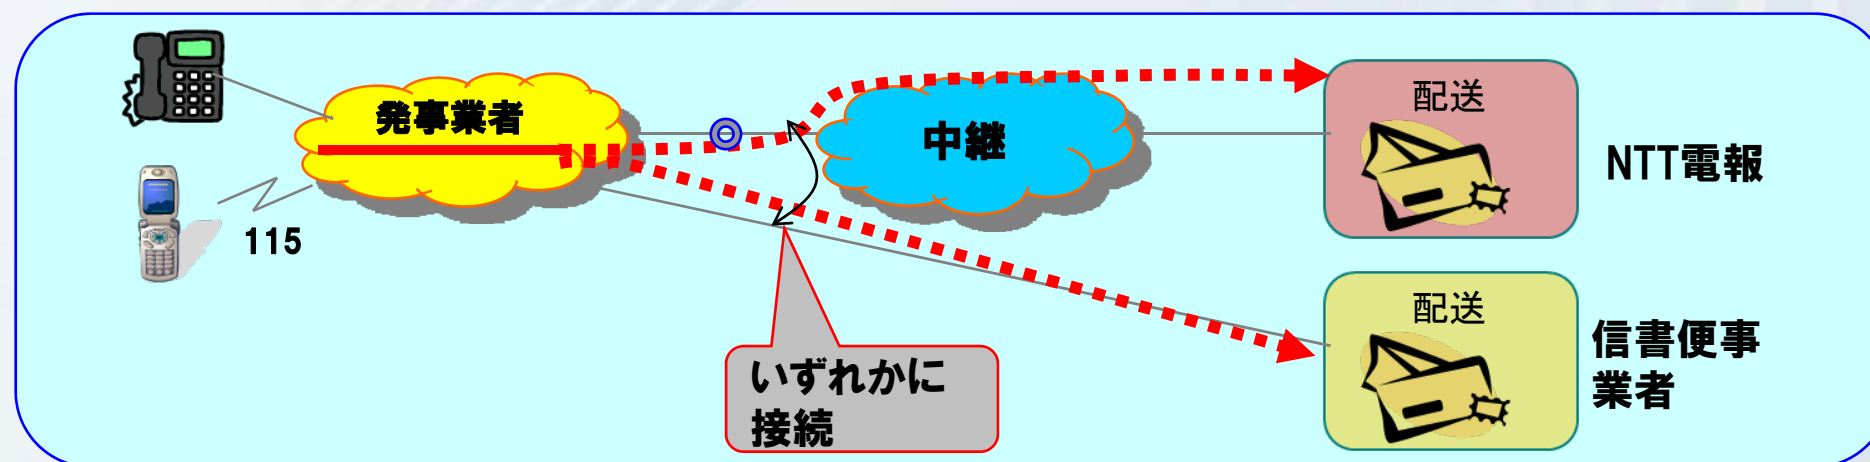 発事業者
115
中継
いずれかに
接続
配送
NTT電報
配送
信書便事
業者